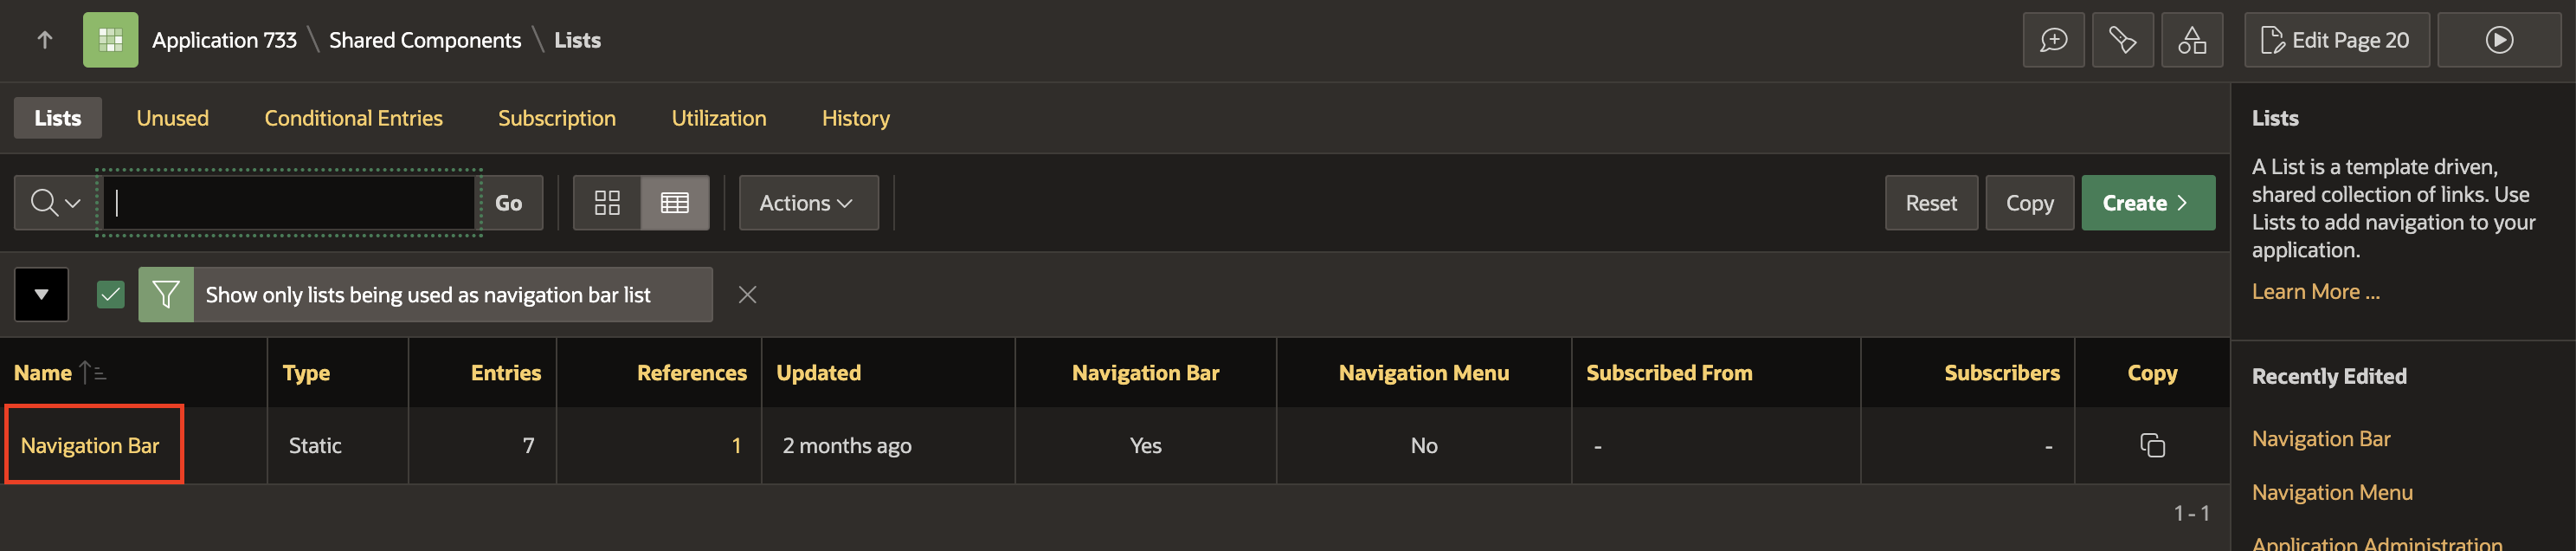 Application 733 \ Shared Components \ Lists
Edit Page 20
Lists
Unused
Conditional Entries
Subscription
Utilization
History
Go
Actions
Reset
Copy
Create
Show only lists being used as navigation bar list
Name Type Entries References Updated Navigation Bar Navigation Menu Subscribed From Subscribers Copy
Navigation Bar Static 7 1 2 months ago Yes No - -
1 - 1
Lists
A List is a template driven,
shared collection of links. Use
Lists to add navigation to your
application.
Learn More ...
Recently Edited
Navigation Bar
Navigation Menu
Application Administration